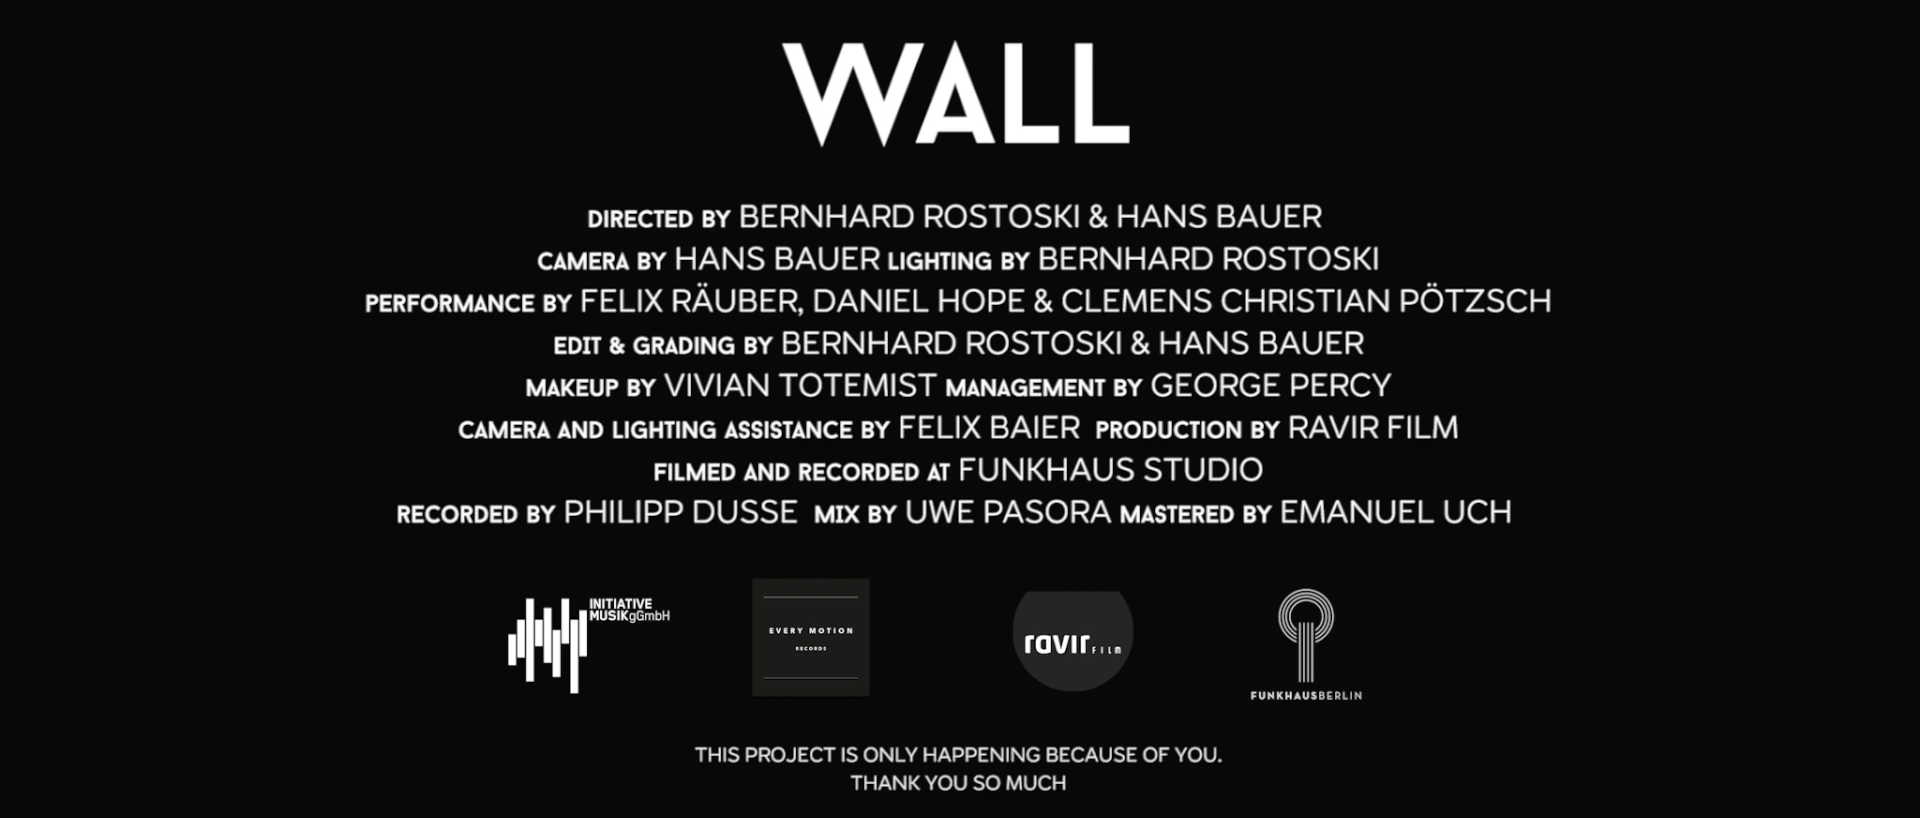 WALL
DIRECTED BY BERNHARD ROSTOSKI & HANS BAUER
CAMERA BY HANS BAUER LIGHTING BY BERNHARD ROSTOSKI
PERFORMANCE BY FELIX RÄUBER, DANIEL HOPE & CLEMENS CHRISTIAN PÖTZSCH
EDIT & GRADING BY BERNHARD ROSTOSKI & HANS BAUER
MAKEUP BY VIVIAN TOTEMIST MANAGEMENT BY GEORGE PERCY
CAMERA AND LIGHTING ASSISTANCE BY FELIX BAIER PRODUCTION BY RAVIR FILM
FILMED AND RECORDED AT FUNKHAUS STUDIO
RECORDED BY PHILIPP DUSSE MIX BY UWE PASORA MASTERED BY EMANUEL UCH
INITIATIVE
MUSIKgGmbH
EVERY MOTION
RECORDS
ravir FILM
FUNKHAUSBERLIN
THIS PROJECT IS ONLY HAPPENING BECAUSE OF YOU.
THANK YOU SO MUCH